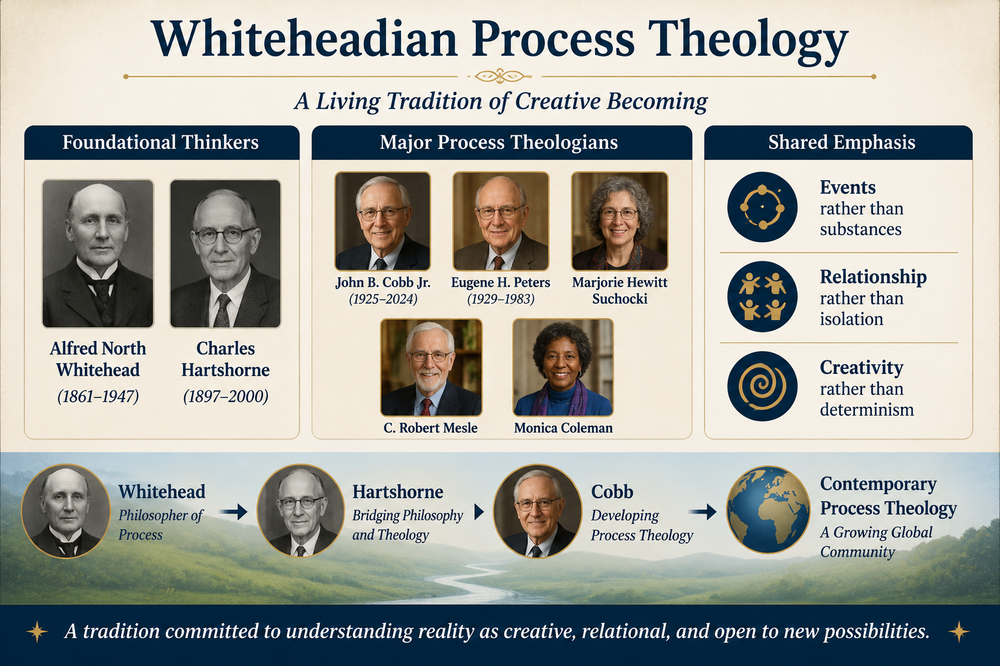 Whiteheadian Process Theology
A Living Tradition of Creative Becoming
Foundational Thinkers
Alfred North
Whitehead
(1861–1947)
Charles
Hartshorne
(1897–2000)
Major Process Theologians
John B. Cobb Jr.
(1925–2024)
Eugene H. Peters
(1929–1983)
Marjorie Hewitt
Suchocki
C. Robert Mesle
Monica Coleman
Shared Emphasis
Events
rather than
substances
Relationship
rather than
isolation
Creativity
rather than
determinism
Whitehead
Philosopher of
Process
Hartshorne
Bridging Philosophy
and Theology
Cobb
Developing
Process Theology
Contemporary
Process Theology
A Growing Global
Community
A tradition committed to understanding reality as creative, relational, and open to new possibilities.